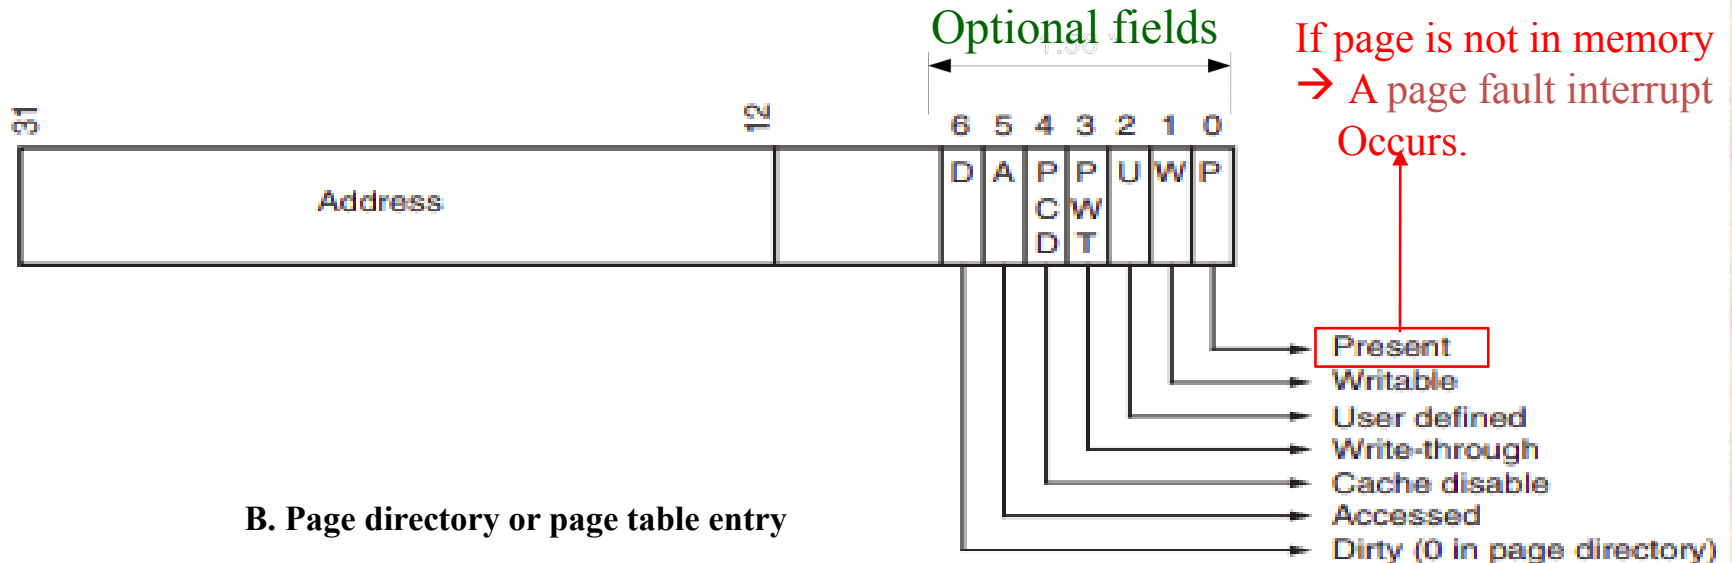 Optional fields
If page is not in memory
→ A page fault interrupt
Occurs.
31
12
6 5 4 3 2 1 0
Address
D A PCD PWT U W P
Present
Writable
User defined
Write-through
Cache disable
Accessed
Dirty (0 in page directory)
B. Page directory or page table entry